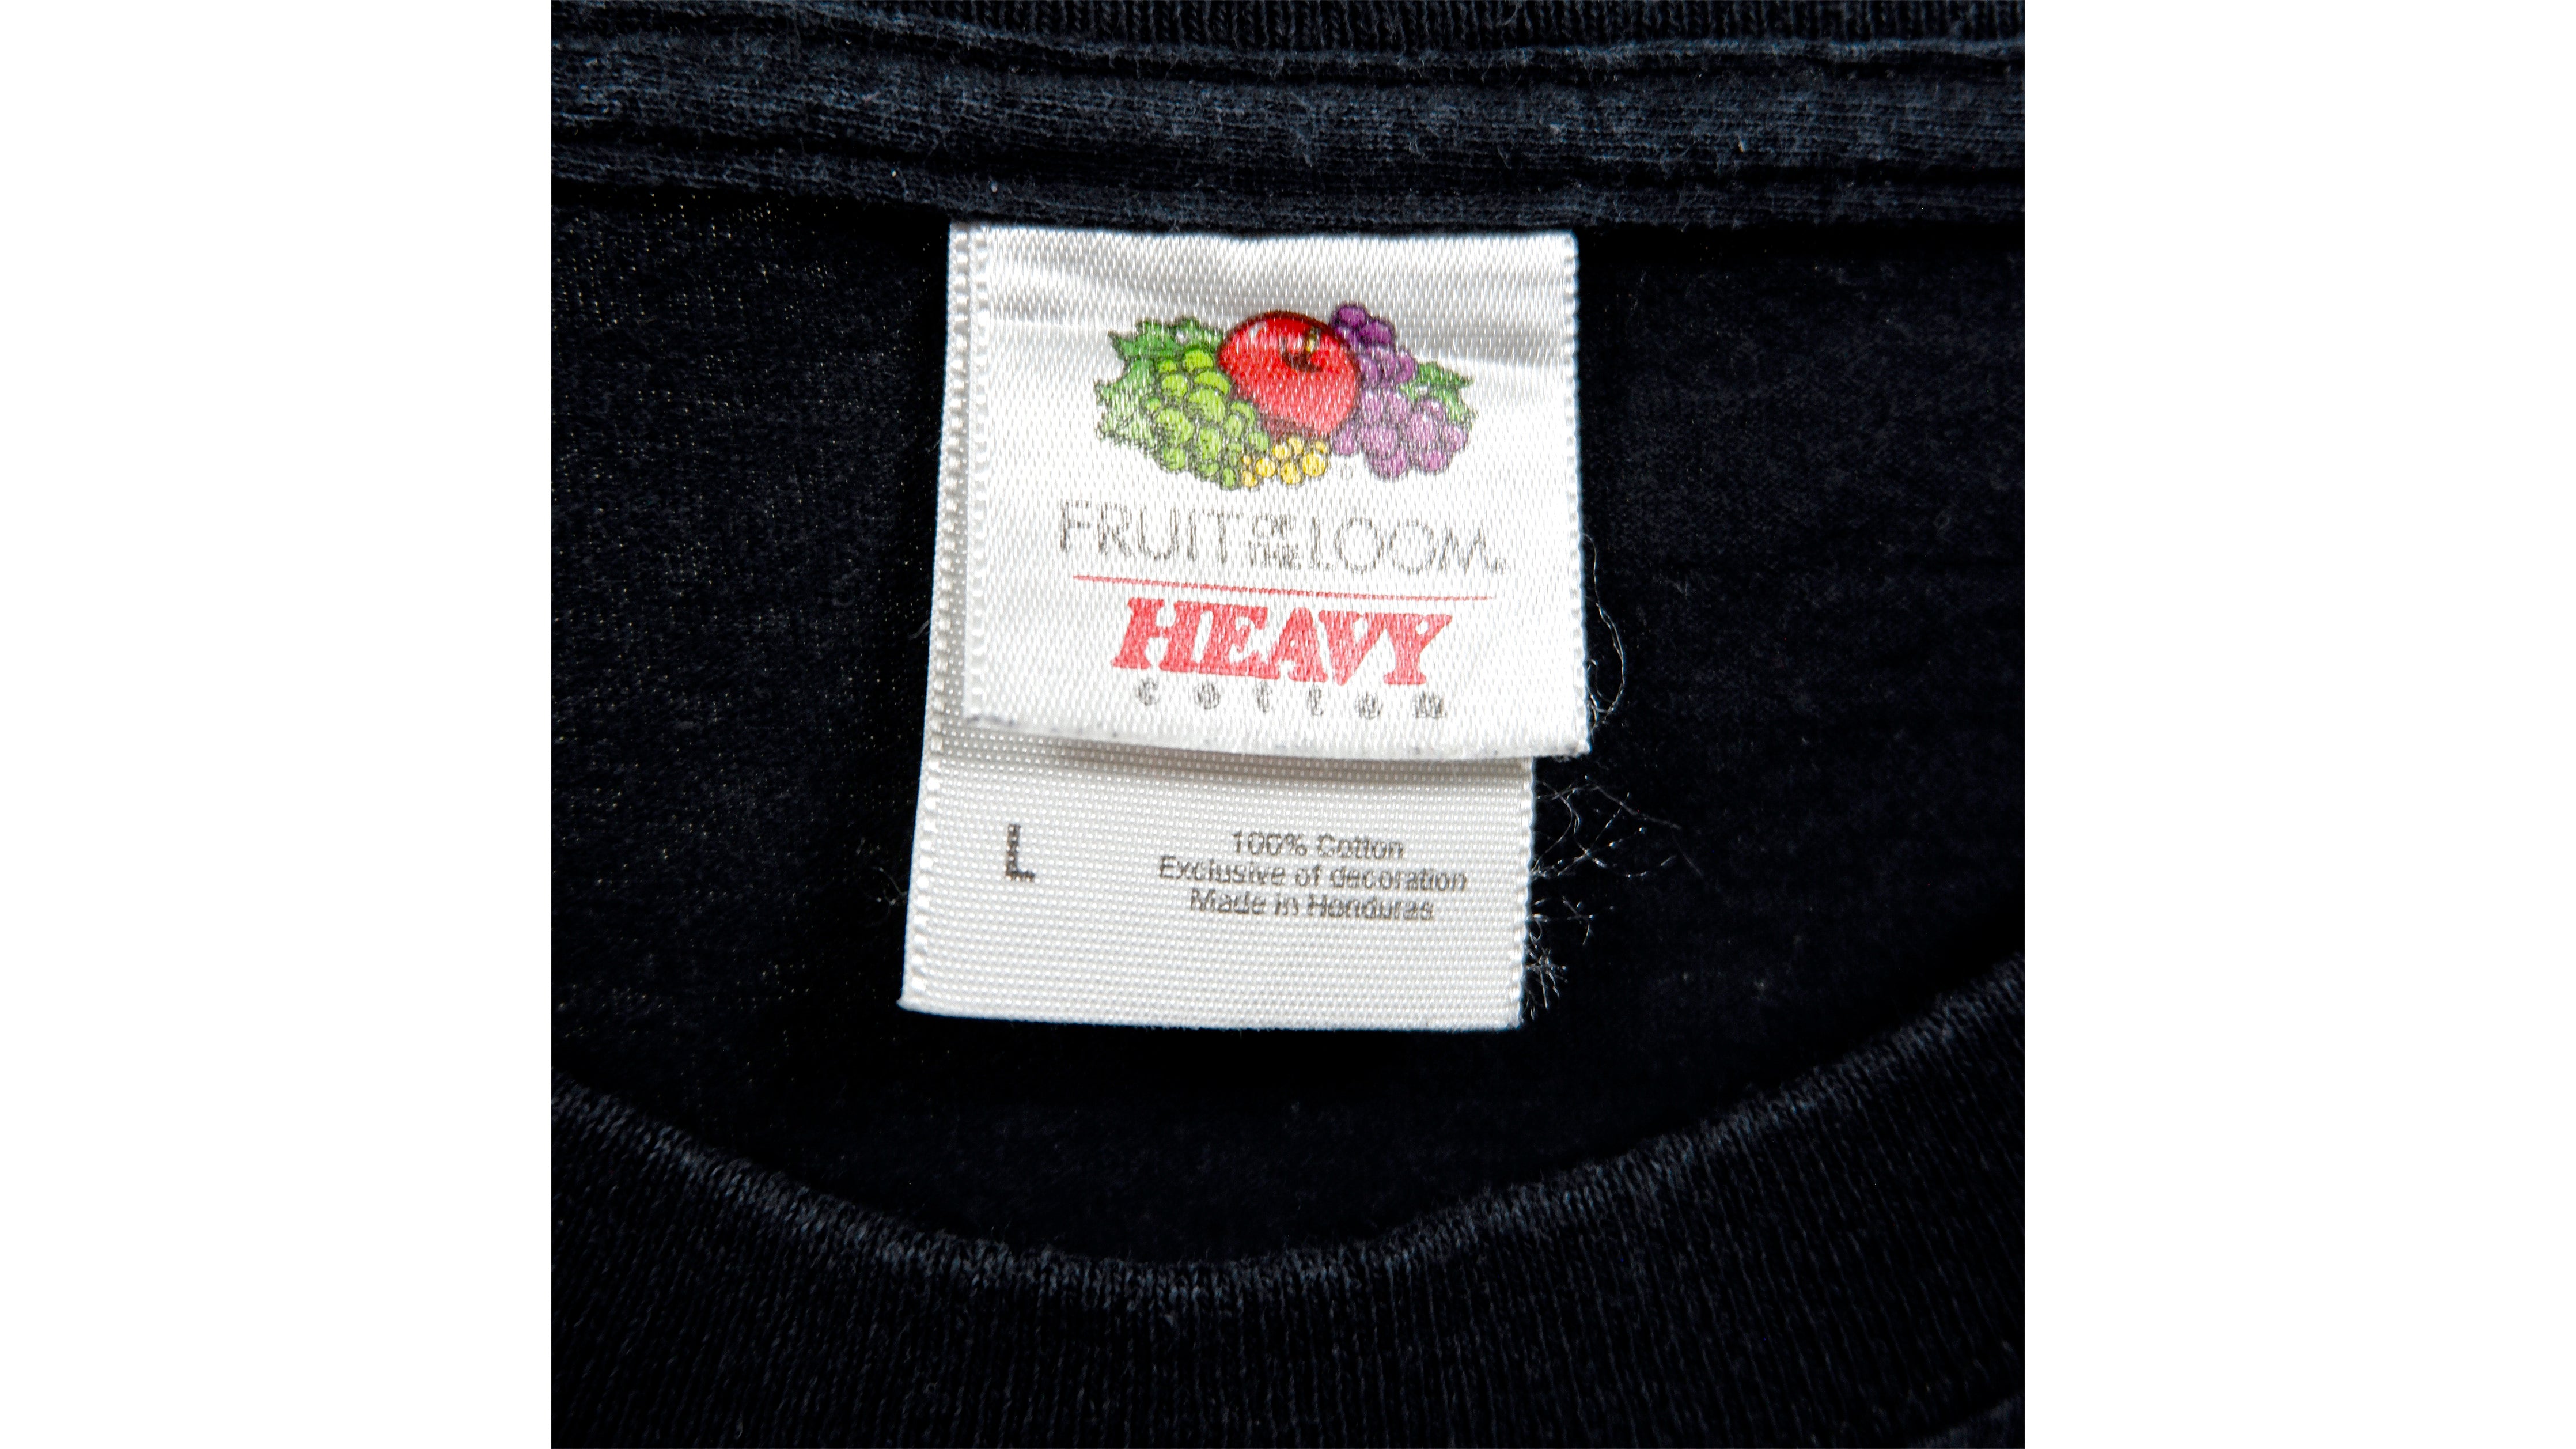 FRUIT OF THE LOOM®
HEAVY
cotton
L
100% Cotton
Exclusive of decoration
Made in Honduras